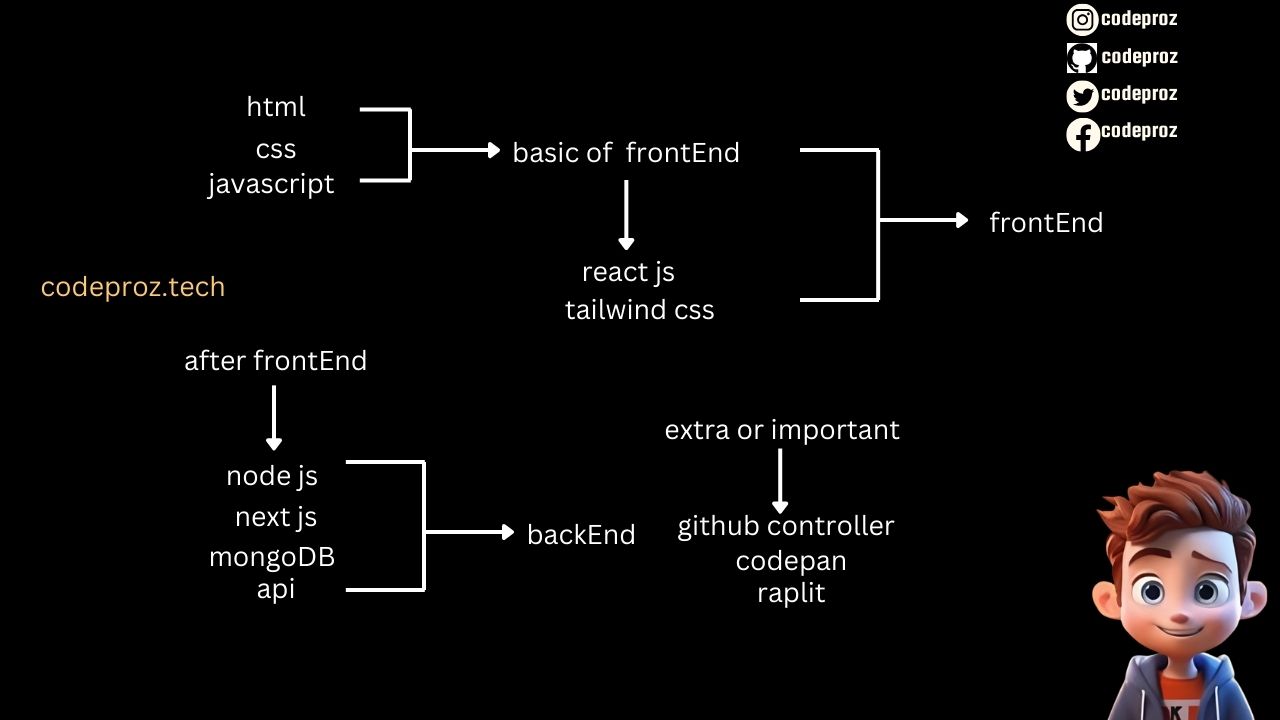 codeproz
codeproz
codeproz
codeproz
html
css
javascript
basic of frontEnd
react js
tailwind css
frontEnd
codeproz.tech
after frontEnd
node js
next js
mongoDB
api
backEnd
extra or important
github controller
codepan
raplit